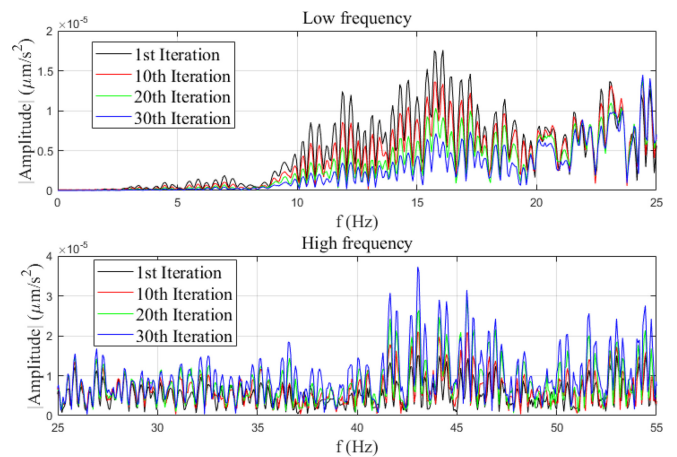 Low frequency
×10^-5
2
1.5
1
0.5
0
|Amplitude| (μm/s²)
1st Iteration
10th Iteration
20th Iteration
30th Iteration
0 5 10 15 20 25
f (Hz)
High frequency
×10^-5
4
3
2
1
0
|Amplitude| (μm/s²)
1st Iteration
10th Iteration
20th Iteration
30th Iteration
25 30 35 40 45 50 55
f (Hz)